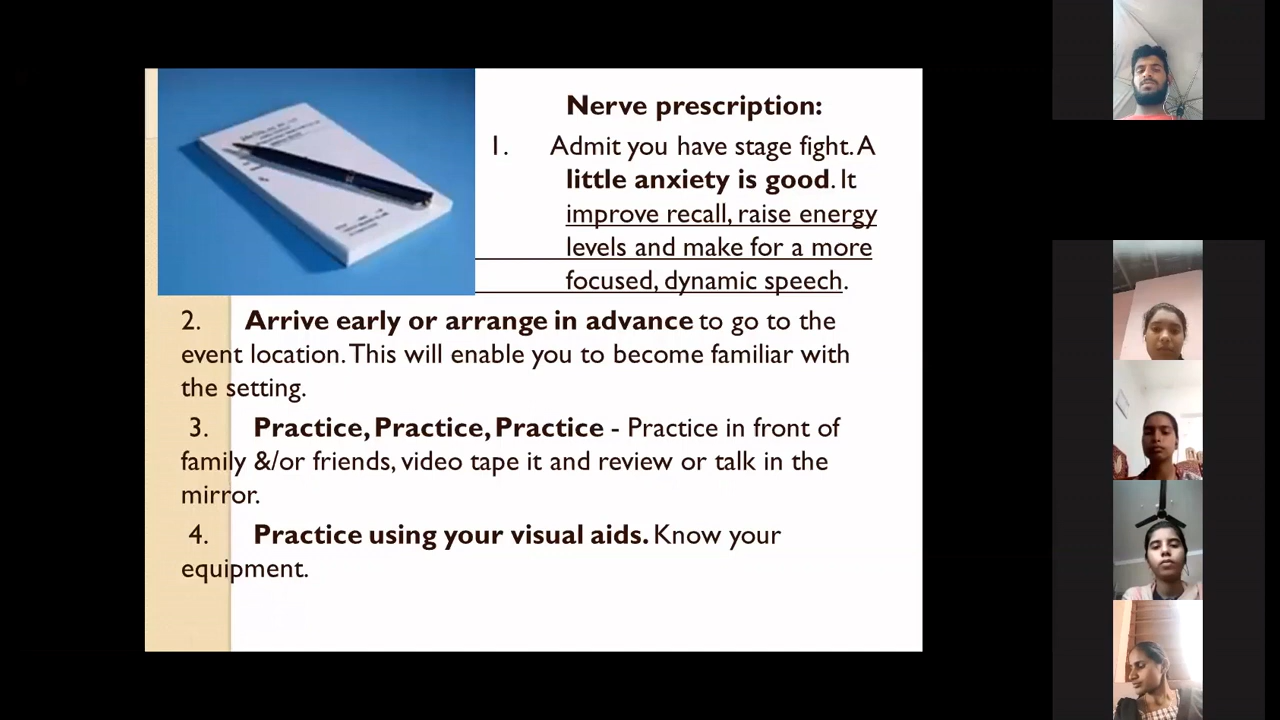 Nerve prescription:
1. Admit you have stage fight. A
little anxiety is good. It
improve recall, raise energy
levels and make for a more
focused, dynamic speech.
2. Arrive early or arrange in advance to go to the
event location. This will enable you to become familiar with
the setting.
3. Practice, Practice, Practice - Practice in front of
family &/or friends, video tape it and review or talk in the
mirror.
4. Practice using your visual aids. Know your
equipment.